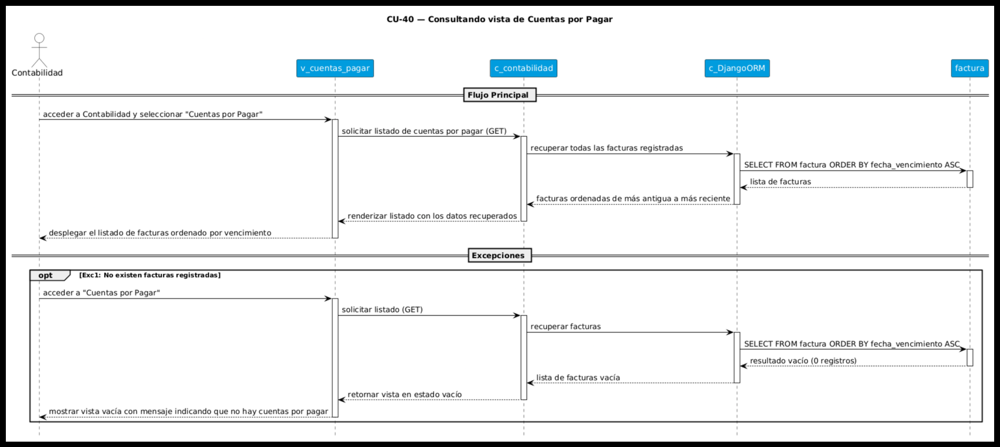 CU-40 — Consultando vista de Cuentas por Pagar
Contabilidad
v_cuentas_pagar
c_contabilidad
c_DjangoORM
factura
Flujo Principal
acceder a Contabilidad y seleccionar "Cuentas por Pagar"
solicitar listado de cuentas por pagar (GET)
recuperar todas las facturas registradas
SELECT FROM factura ORDER BY fecha_vencimiento ASC
lista de facturas
facturas ordenadas de más antigua a más reciente
renderizar listado con los datos recuperados
desplegar el listado de facturas ordenado por vencimiento
Excepciones
opt [Exc1: No existen facturas registradas]
acceder a "Cuentas por Pagar"
solicitar listado (GET)
recuperar facturas
SELECT FROM factura ORDER BY fecha_vencimiento ASC
resultado vacío (0 registros)
lista de facturas vacía
retornar vista en estado vacío
mostrar vista vacía con mensaje indicando que no hay cuentas por pagar